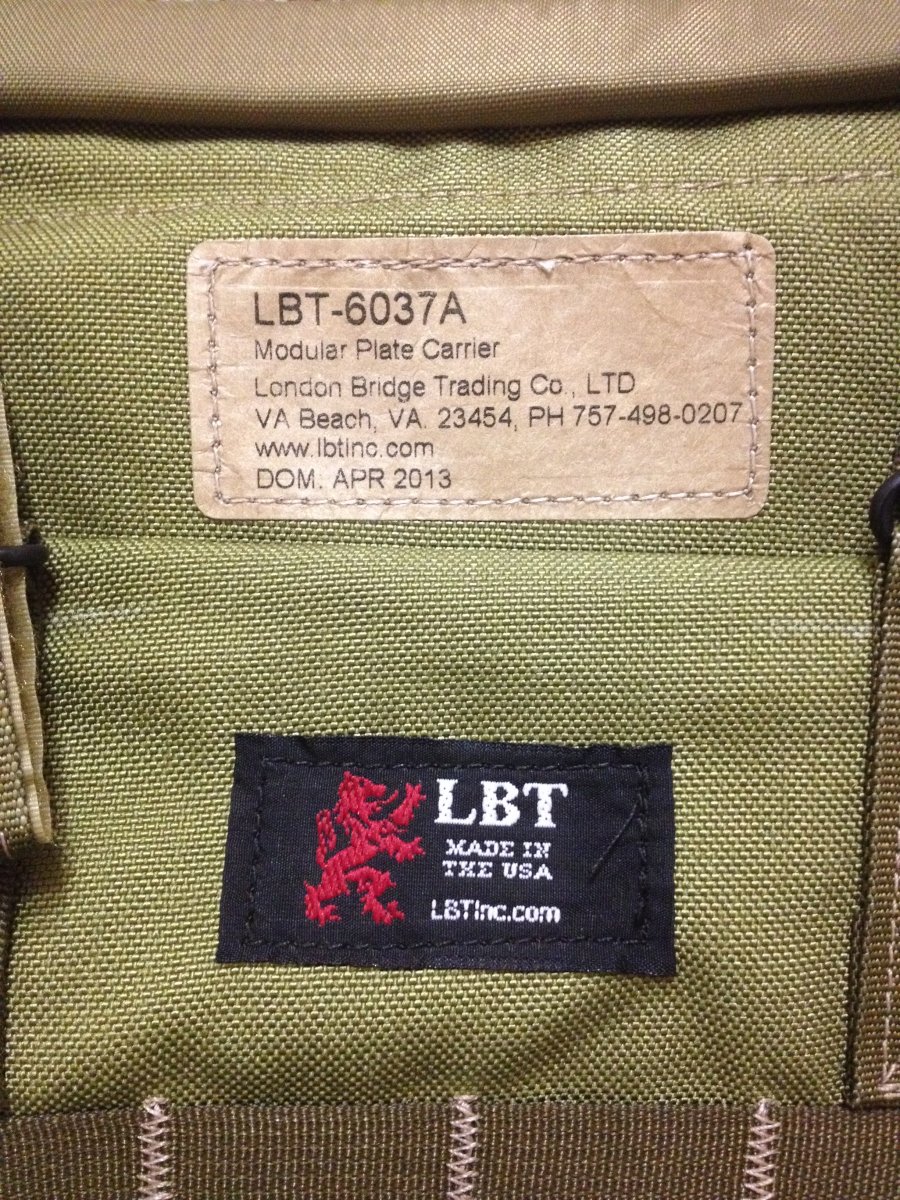 LBT-6037A
Modular Plate Carrier
London Bridge Trading Co., LTD
VA Beach, VA. 23454, PH 757-498-0207
www.lbtinc.com
DOM. APR 2013
LBT
MADE IN
THE USA
LBTInc.com